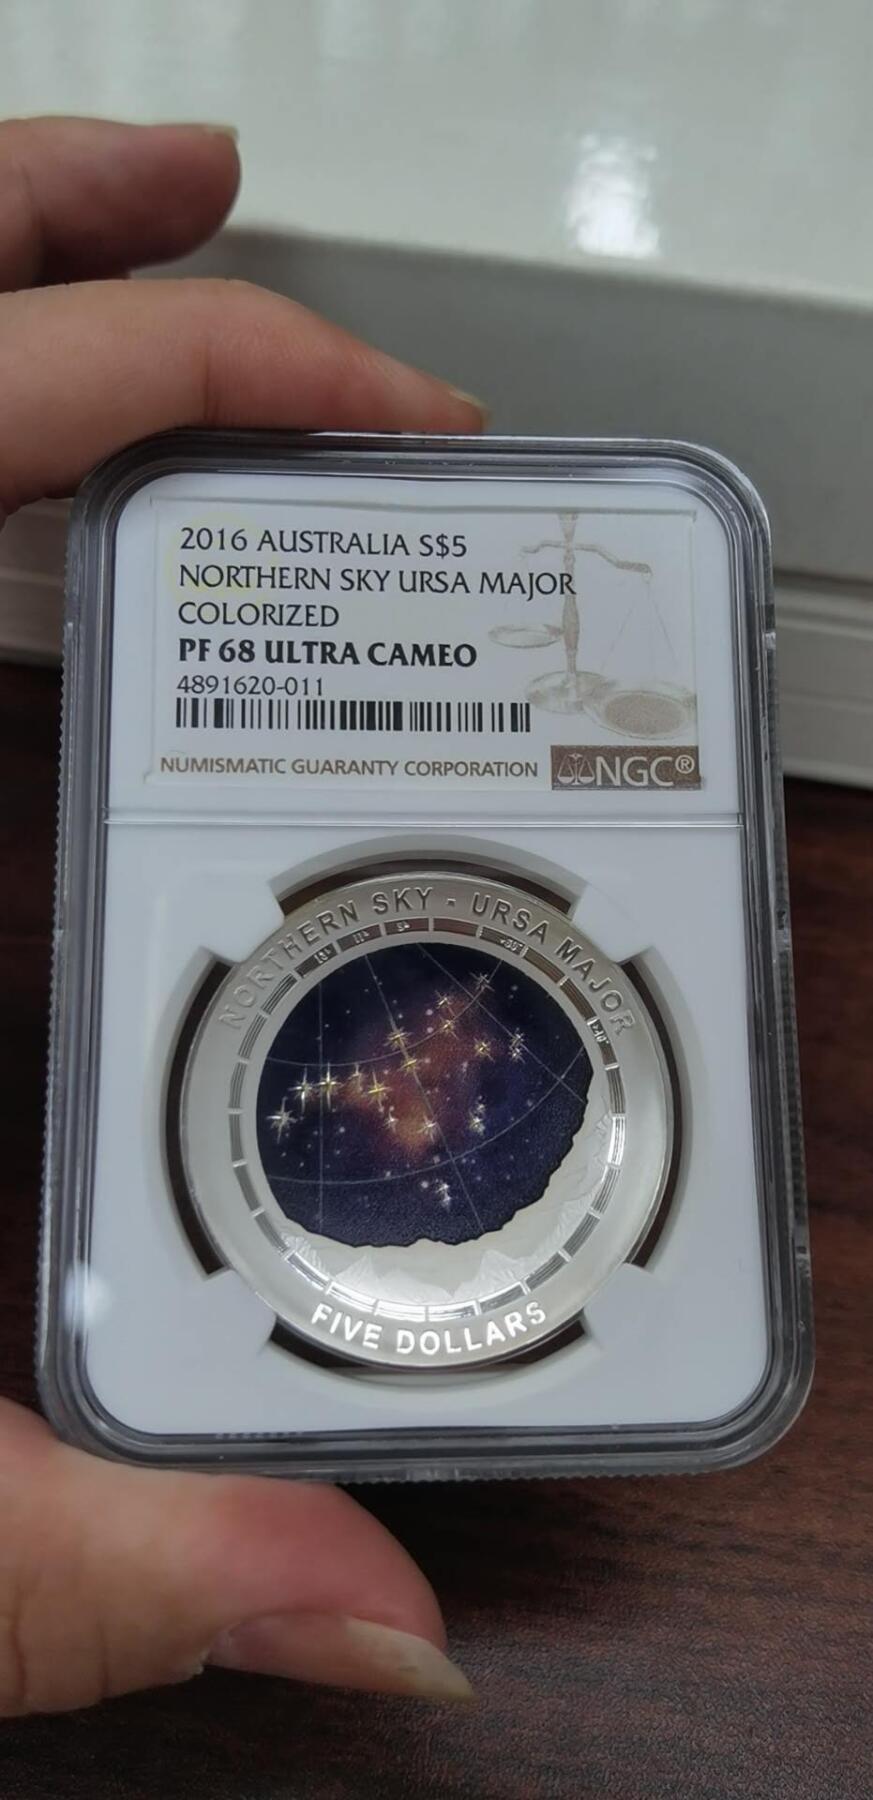 2016 AUSTRALIA S$5
NORTHERN SKY URSA MAJOR
COLORIZED
PF 68 ULTRA CAMEO
4891620-011
NUMISMATIC GUARANTY CORPORATION
NGC®
NORTHERN SKY - URSA MAJOR
FIVE DOLLARS